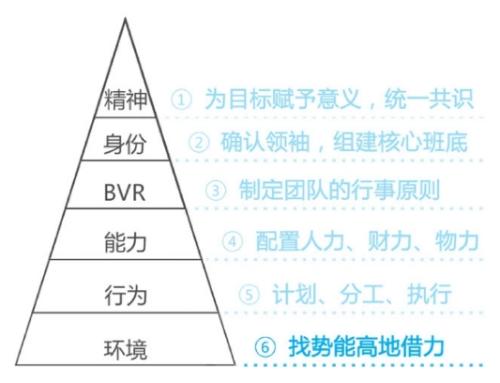 精神 ① 为目标赋予意义，统一共识
身份 ② 确认领袖，组建核心班底
BVR ③ 制定团队的行事原则
能力 ④ 配置人力、财力、物力
行为 ⑤ 计划、分工、执行
环境 ⑥ 找势能高地借力